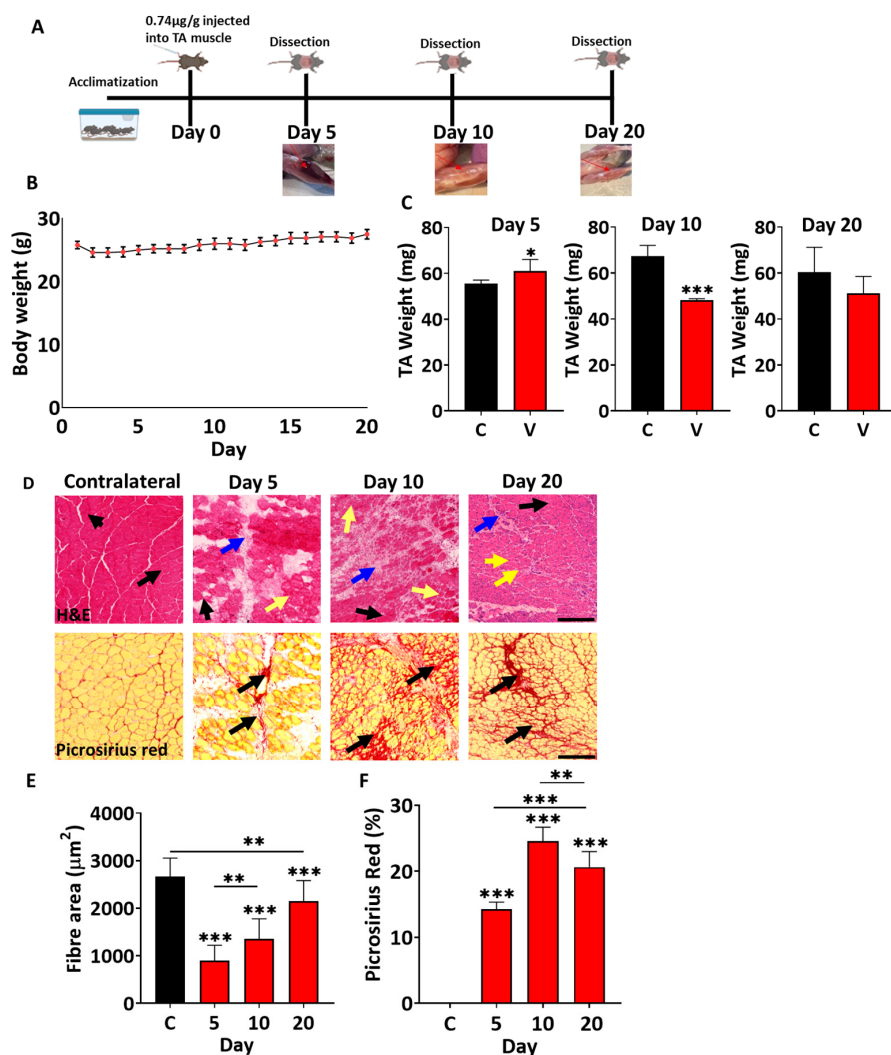 A
0.74µg/g injected
into TA muscle
Dissection
Dissection
Dissection
Acclimatization
Day 0
Day 5
Day 10
Day 20
B
30
20
10
0
Body weight (g)
0
5
10
15
20
Day
C
Day 5
80
60
40
20
0
TA Weight (mg)
*
C
V
Day 10
80
60
40
20
0
TA Weight (mg)
***
C
V
Day 20
80
60
40
20
0
TA Weight (mg)
C
V
D
Contralateral
Day 5
Day 10
Day 20
H&E
Picrosirius red
E
4000
3000
2000
1000
0
Fibre area (µm²)
**
**
***
***
***
C
5
10
20
Day
F
30
20
10
0
Picrosirius Red (%)
**
***
***
***
***
C
5
10
20
Day